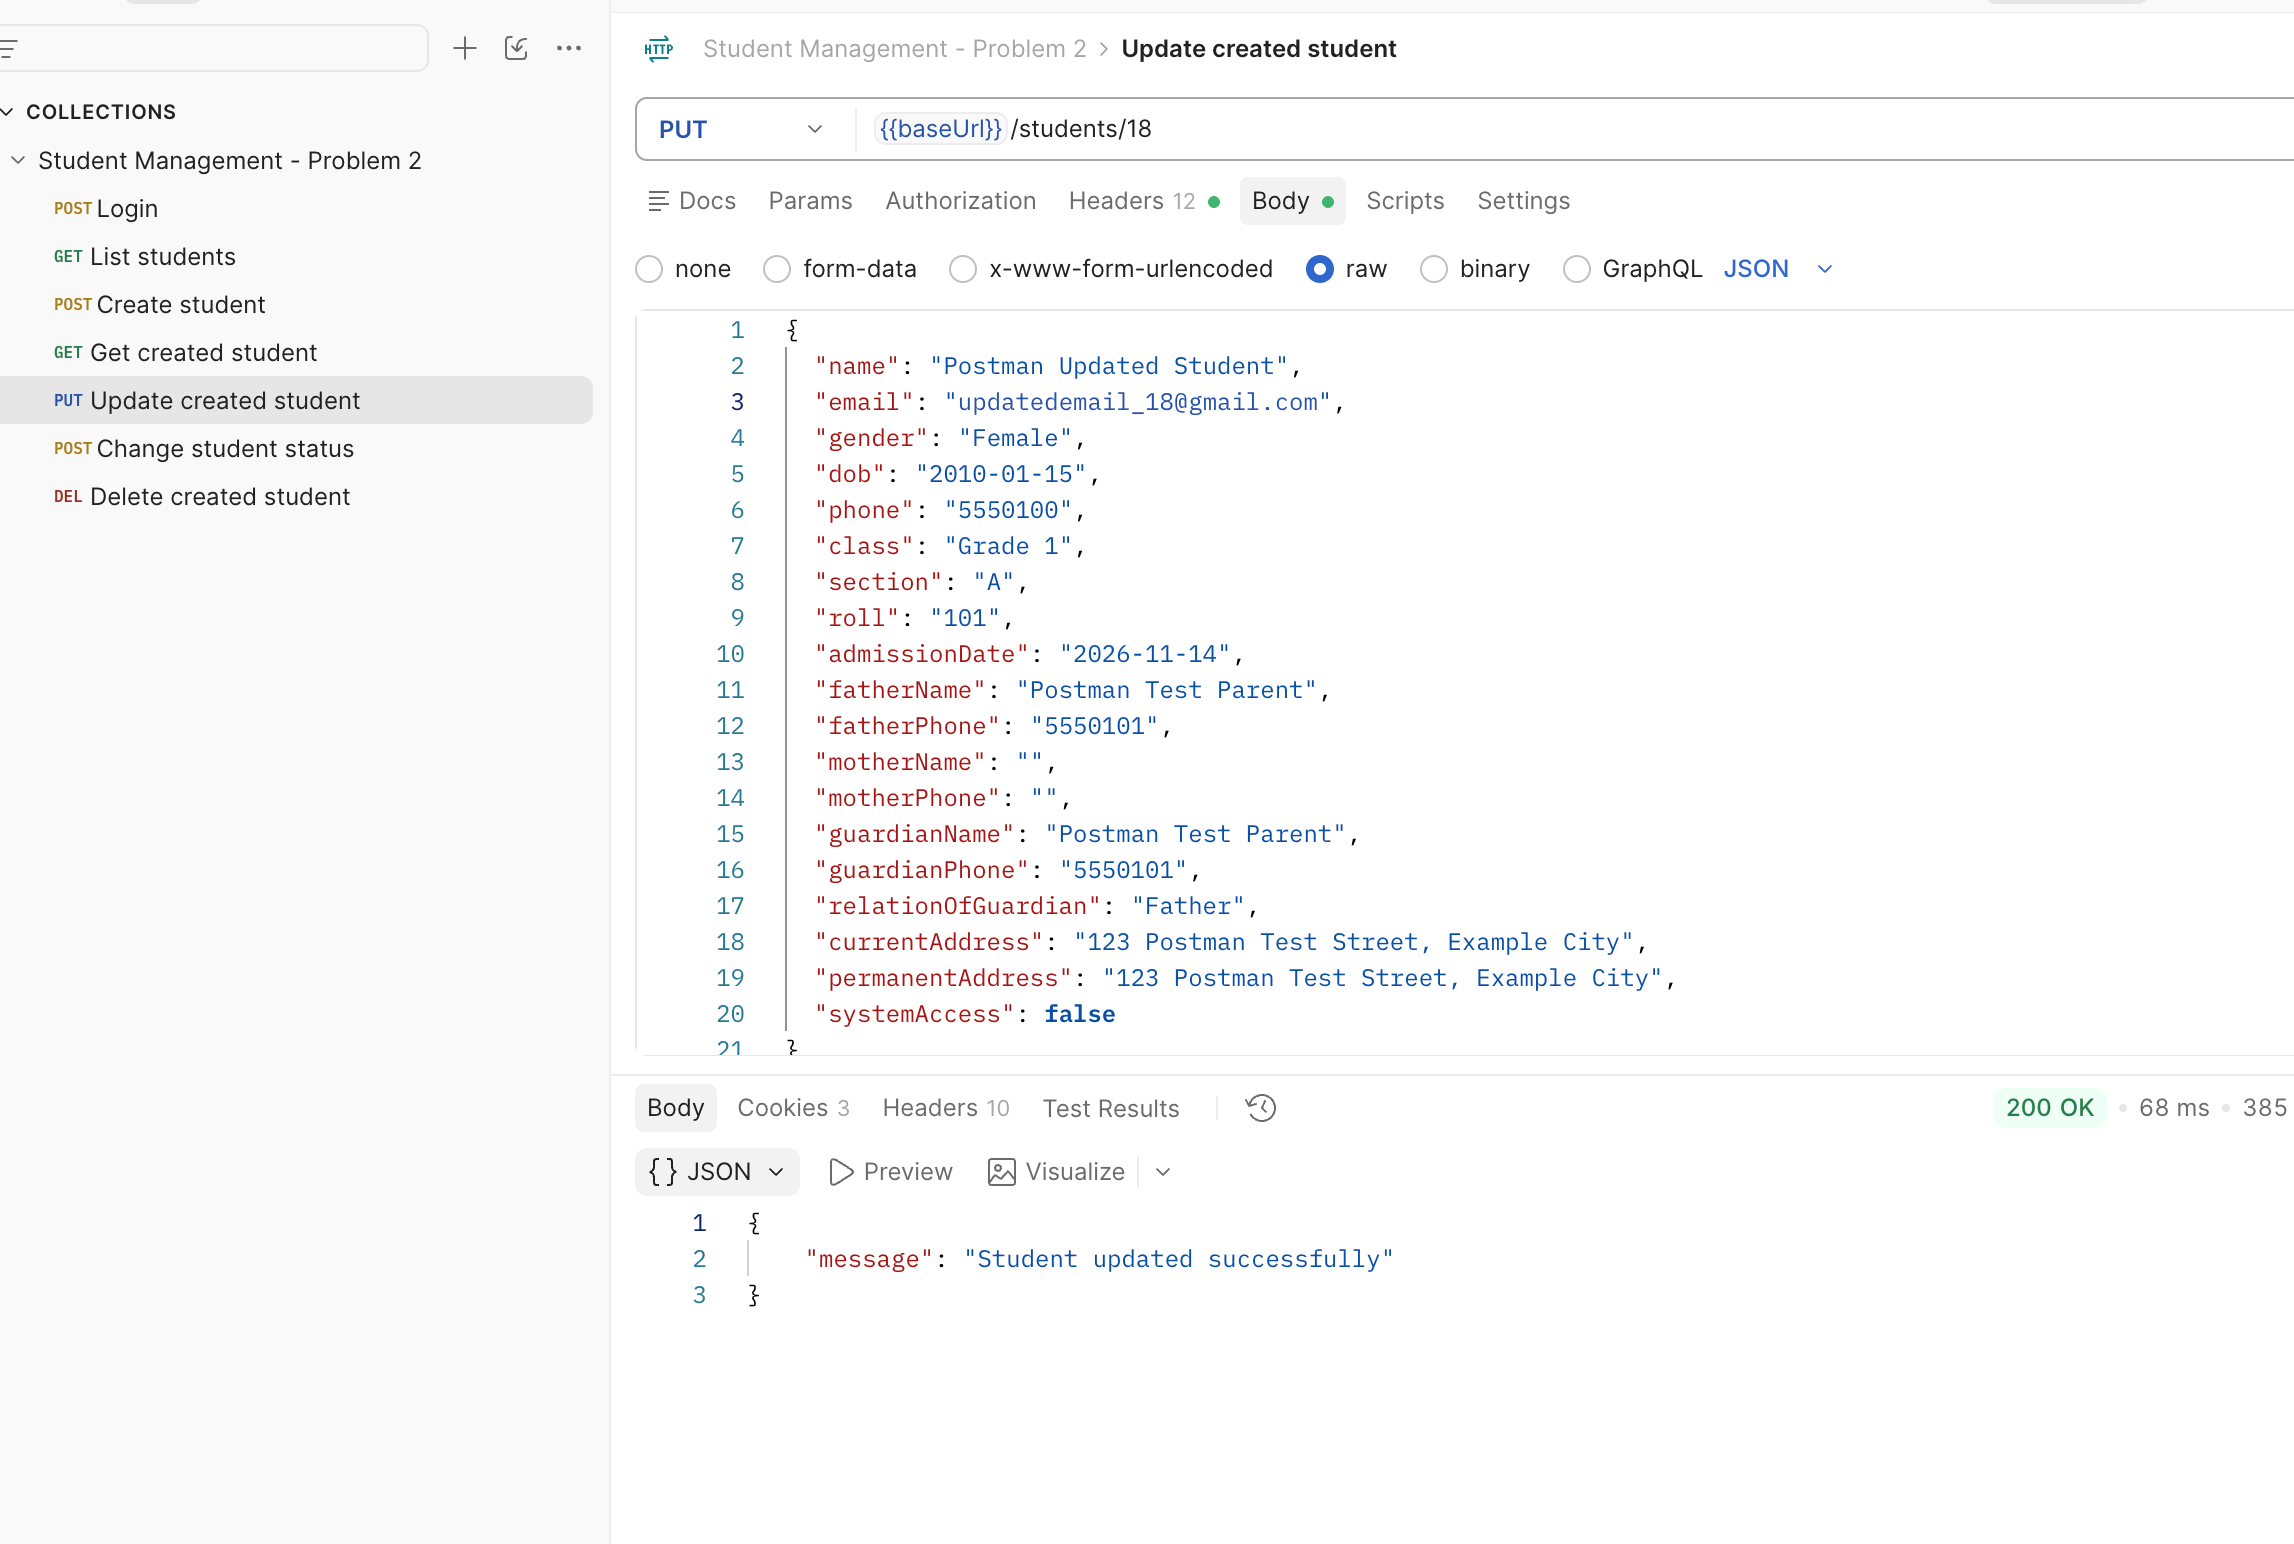 COLLECTIONS
Student Management - Problem 2
POST Login
GET List students
POST Create student
GET Get created student
PUT Update created student
POST Change student status
DEL Delete created student
HTTP Student Management - Problem 2 > Update created student
PUT {{baseUrl}} /students/18
Docs Params Authorization Headers 12 Body Scripts Settings
none form-data x-www-form-urlencoded raw binary GraphQL JSON
1 {
2 "name": "Postman Updated Student",
3 "email": "updatedemail_18@gmail.com",
4 "gender": "Female",
5 "dob": "2010-01-15",
6 "phone": "5550100",
7 "class": "Grade 1",
8 "section": "A",
9 "roll": "101",
10 "admissionDate": "2026-11-14",
11 "fatherName": "Postman Test Parent",
12 "fatherPhone": "5550101",
13 "motherName": "",
14 "motherPhone": "",
15 "guardianName": "Postman Test Parent",
16 "guardianPhone": "5550101",
17 "relationOfGuardian": "Father",
18 "currentAddress": "123 Postman Test Street, Example City",
19 "permanentAddress": "123 Postman Test Street, Example City",
20 "systemAccess": false
21 }
Body Cookies 3 Headers 10 Test Results 200 OK • 68 ms • 385
{} JSON Preview Visualize
1 {
2 "message": "Student updated successfully"
3 }